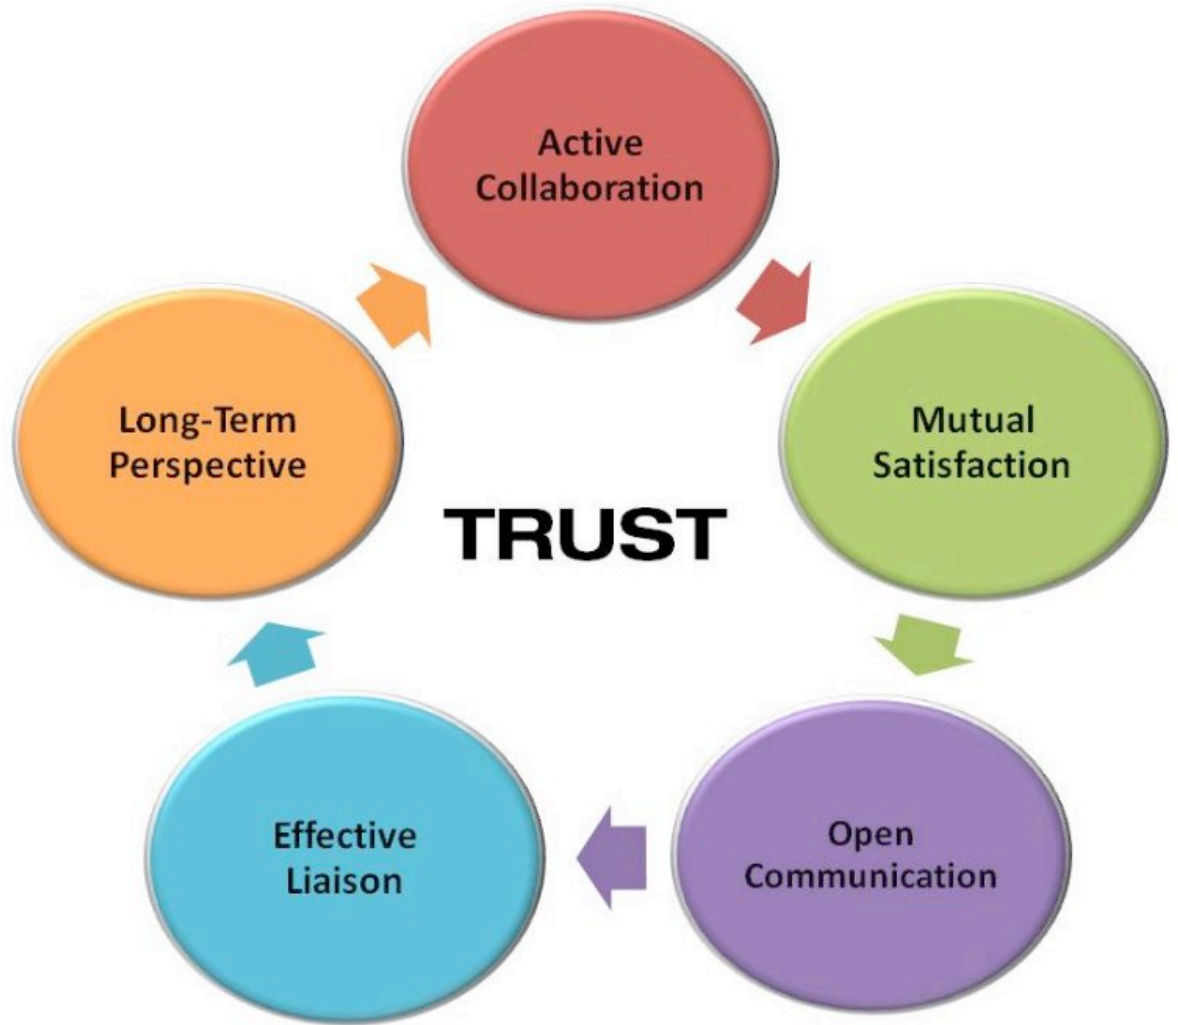 Active
Collaboration
Long-Term
Perspective
Mutual
Satisfaction
TRUST
Effective
Liaison
Open
Communication